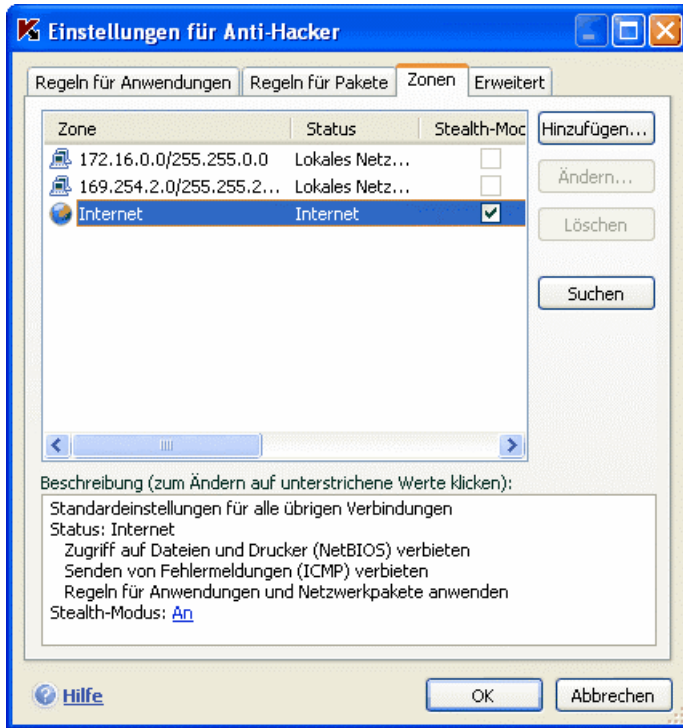 Einstellungen für Anti-Hacker
Regeln für Anwendungen Regeln für Pakete Zonen Erweitert
Zone Status Stealth-Mod
172.16.0.0/255.255.0.0 Lokales Netz...
169.254.2.0/255.255.2... Lokales Netz...
Internet Internet
Hinzufügen...
Ändern...
Löschen
Suchen
Beschreibung (zum Ändern auf unterstrichene Werte klicken):
Standardeinstellungen für alle übrigen Verbindungen
Status: Internet
Zugriff auf Dateien und Drucker (NetBIOS) verbieten
Senden von Fehlermeldungen (ICMP) verbieten
Regeln für Anwendungen und Netzwerkpakete anwenden
Stealth-Modus: An
Hilfe OK Abbrechen